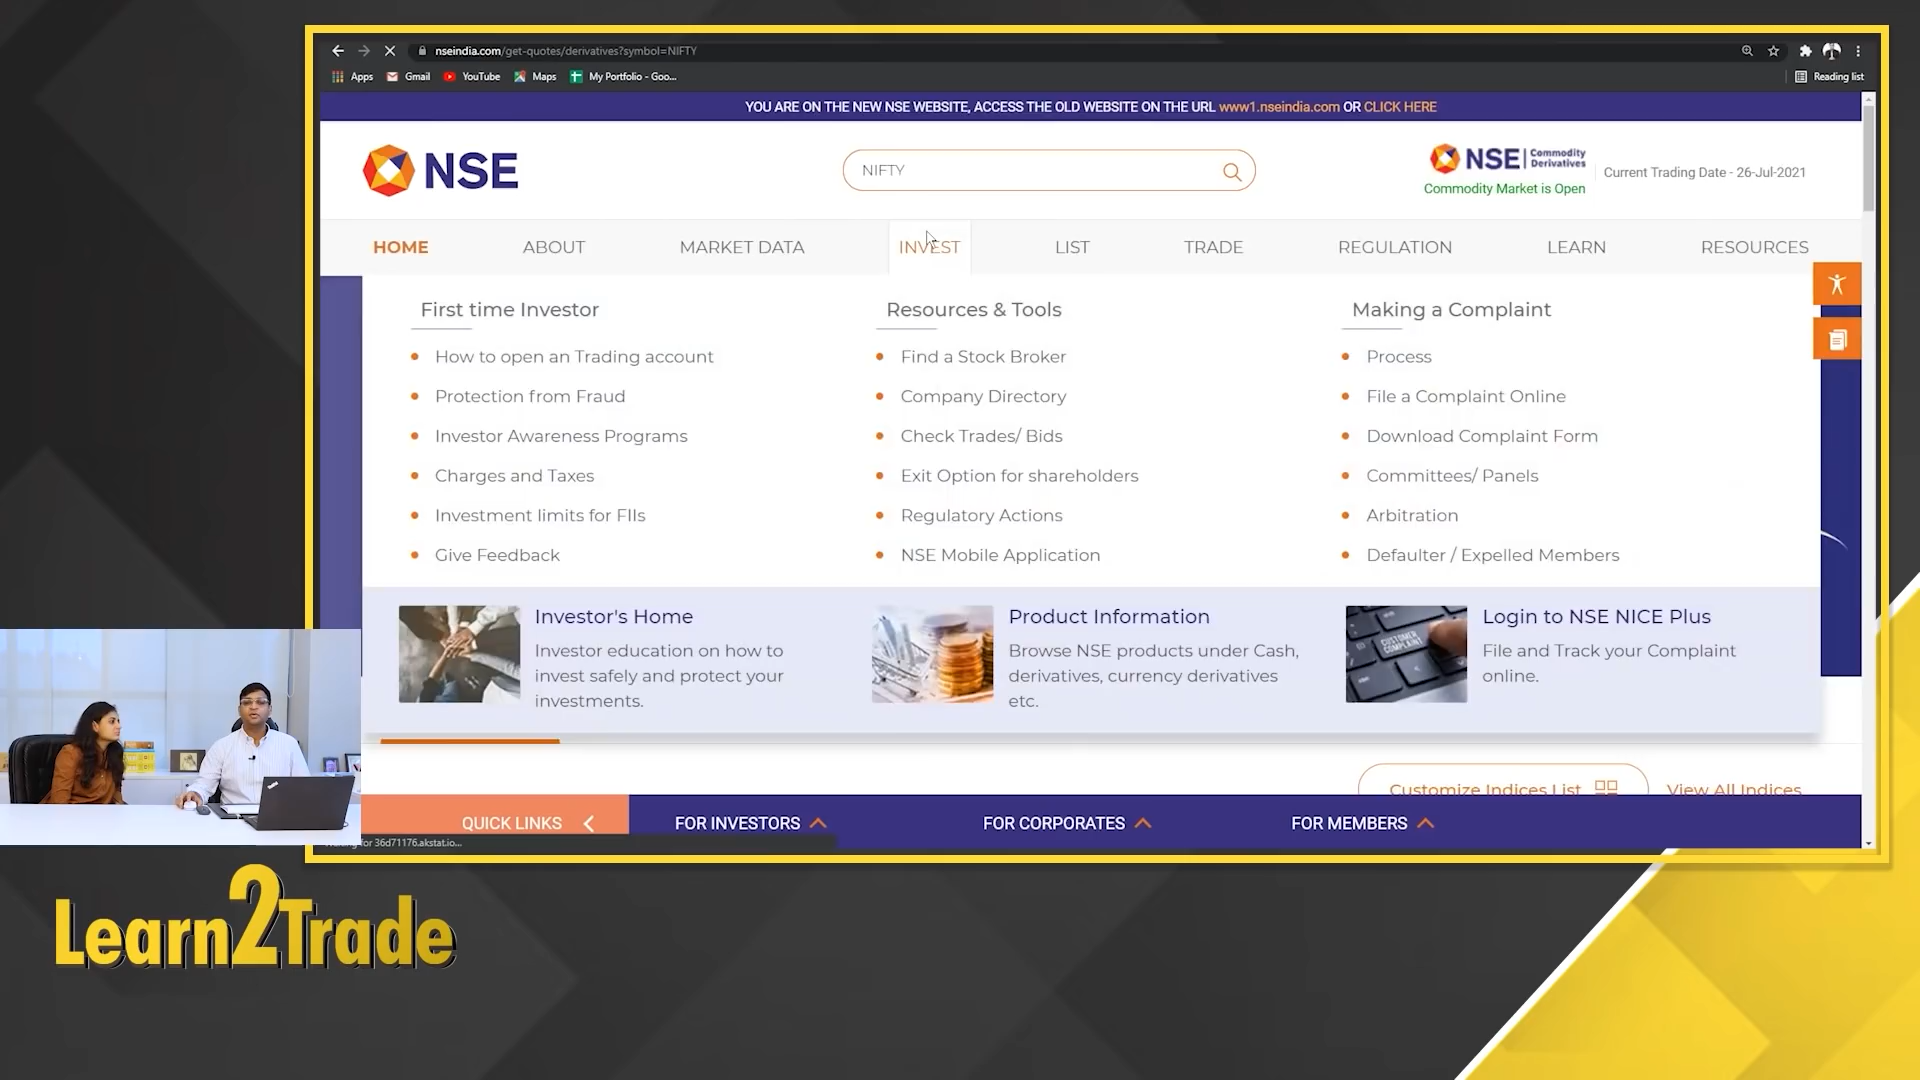 nseindia.com/get-quotes/derivatives?symbol=NIFTY
Apps Gmail YouTube Maps My Portfolio - Goo... Reading list
YOU ARE ON THE NEW NSE WEBSITE, ACCESS THE OLD WEBSITE ON THE URL www1.nseindia.com OR CLICK HERE
NSE
NIFTY
NSE | Commodity Derivatives
Commodity Market is Open
Current Trading Date - 26-Jul-2021
HOME ABOUT MARKET DATA INVEST LIST TRADE REGULATION LEARN RESOURCES
First time Investor
How to open an Trading account
Protection from Fraud
Investor Awareness Programs
Charges and Taxes
Investment limits for FIIs
Give Feedback
Resources & Tools
Find a Stock Broker
Company Directory
Check Trades/ Bids
Exit Option for shareholders
Regulatory Actions
NSE Mobile Application
Making a Complaint
Process
File a Complaint Online
Download Complaint Form
Committees/ Panels
Arbitration
Defaulter / Expelled Members
Investor's Home
Investor education on how to
invest safely and protect your
investments.
Product Information
Browse NSE products under Cash,
derivatives, currency derivatives
etc.
CUSTOMER
COMPLAINT
Login to NSE NICE Plus
File and Track your Complaint
online.
Customize Indices List View All Indices
QUICK LINKS FOR INVESTORS FOR CORPORATES FOR MEMBERS
for 36d71176.akstat.io...
Learn2Trade